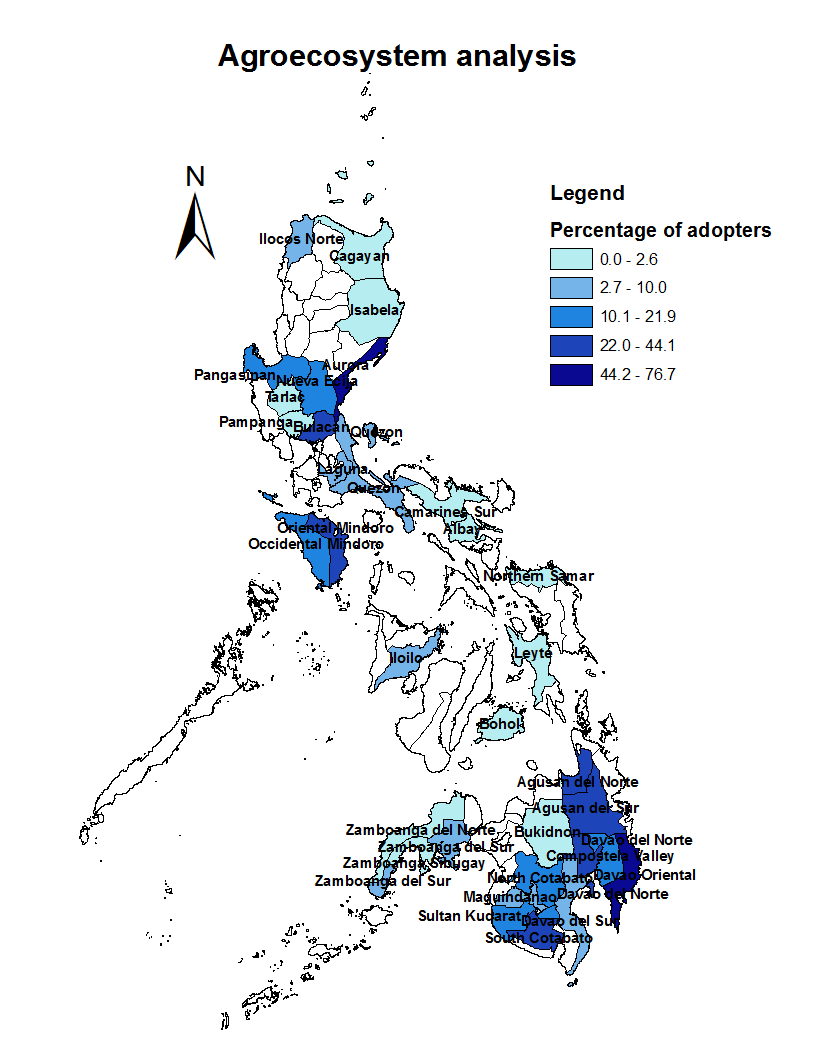 Agroecosystem analysis
N
Legend
Percentage of adopters
0.0 - 2.6
2.7 - 10.0
10.1 - 21.9
22.0 - 44.1
44.2 - 76.7
Ilocos Norte
Cagayan
Isabela
Aurora
Pangasinan
Nueva Ecija
Tarlac
Pampanga
Bulacan
Quezon
Laguna
Quezon
Camarines Sur
Albay
Oriental Mindoro
Occidental Mindoro
Northern Samar
Leyte
Iloilo
Bohol
Agusan del Norte
Agusan del Sur
Zamboanga del Norte
Bukidnon
Davao del Norte
Zamboanga del Sur
Compostela Valley
Zamboanga Sibugay
Davao Oriental
Zamboanga del Sur
North Cotabato
Davao del Norte
Maguindanao
Sultan Kudarat
Davao del Sur
South Cotabato